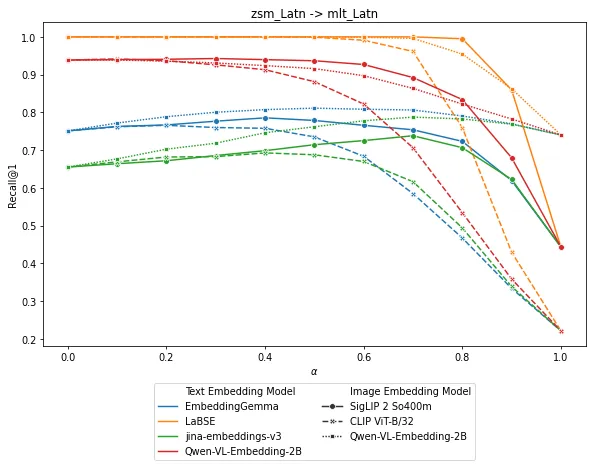 zsm_Latn -> mlt_Latn
Recall@1
1.0
0.9
0.8
0.7
0.6
0.5
0.4
0.3
0.2
0.0 0.2 0.4 0.6 0.8 1.0
α
Text Embedding Model
EmbeddingGemma
LaBSE
jina-embeddings-v3
Qwen-VL-Embedding-2B
Image Embedding Model
SigLIP 2 So400m
CLIP ViT-B/32
Qwen-VL-Embedding-2B